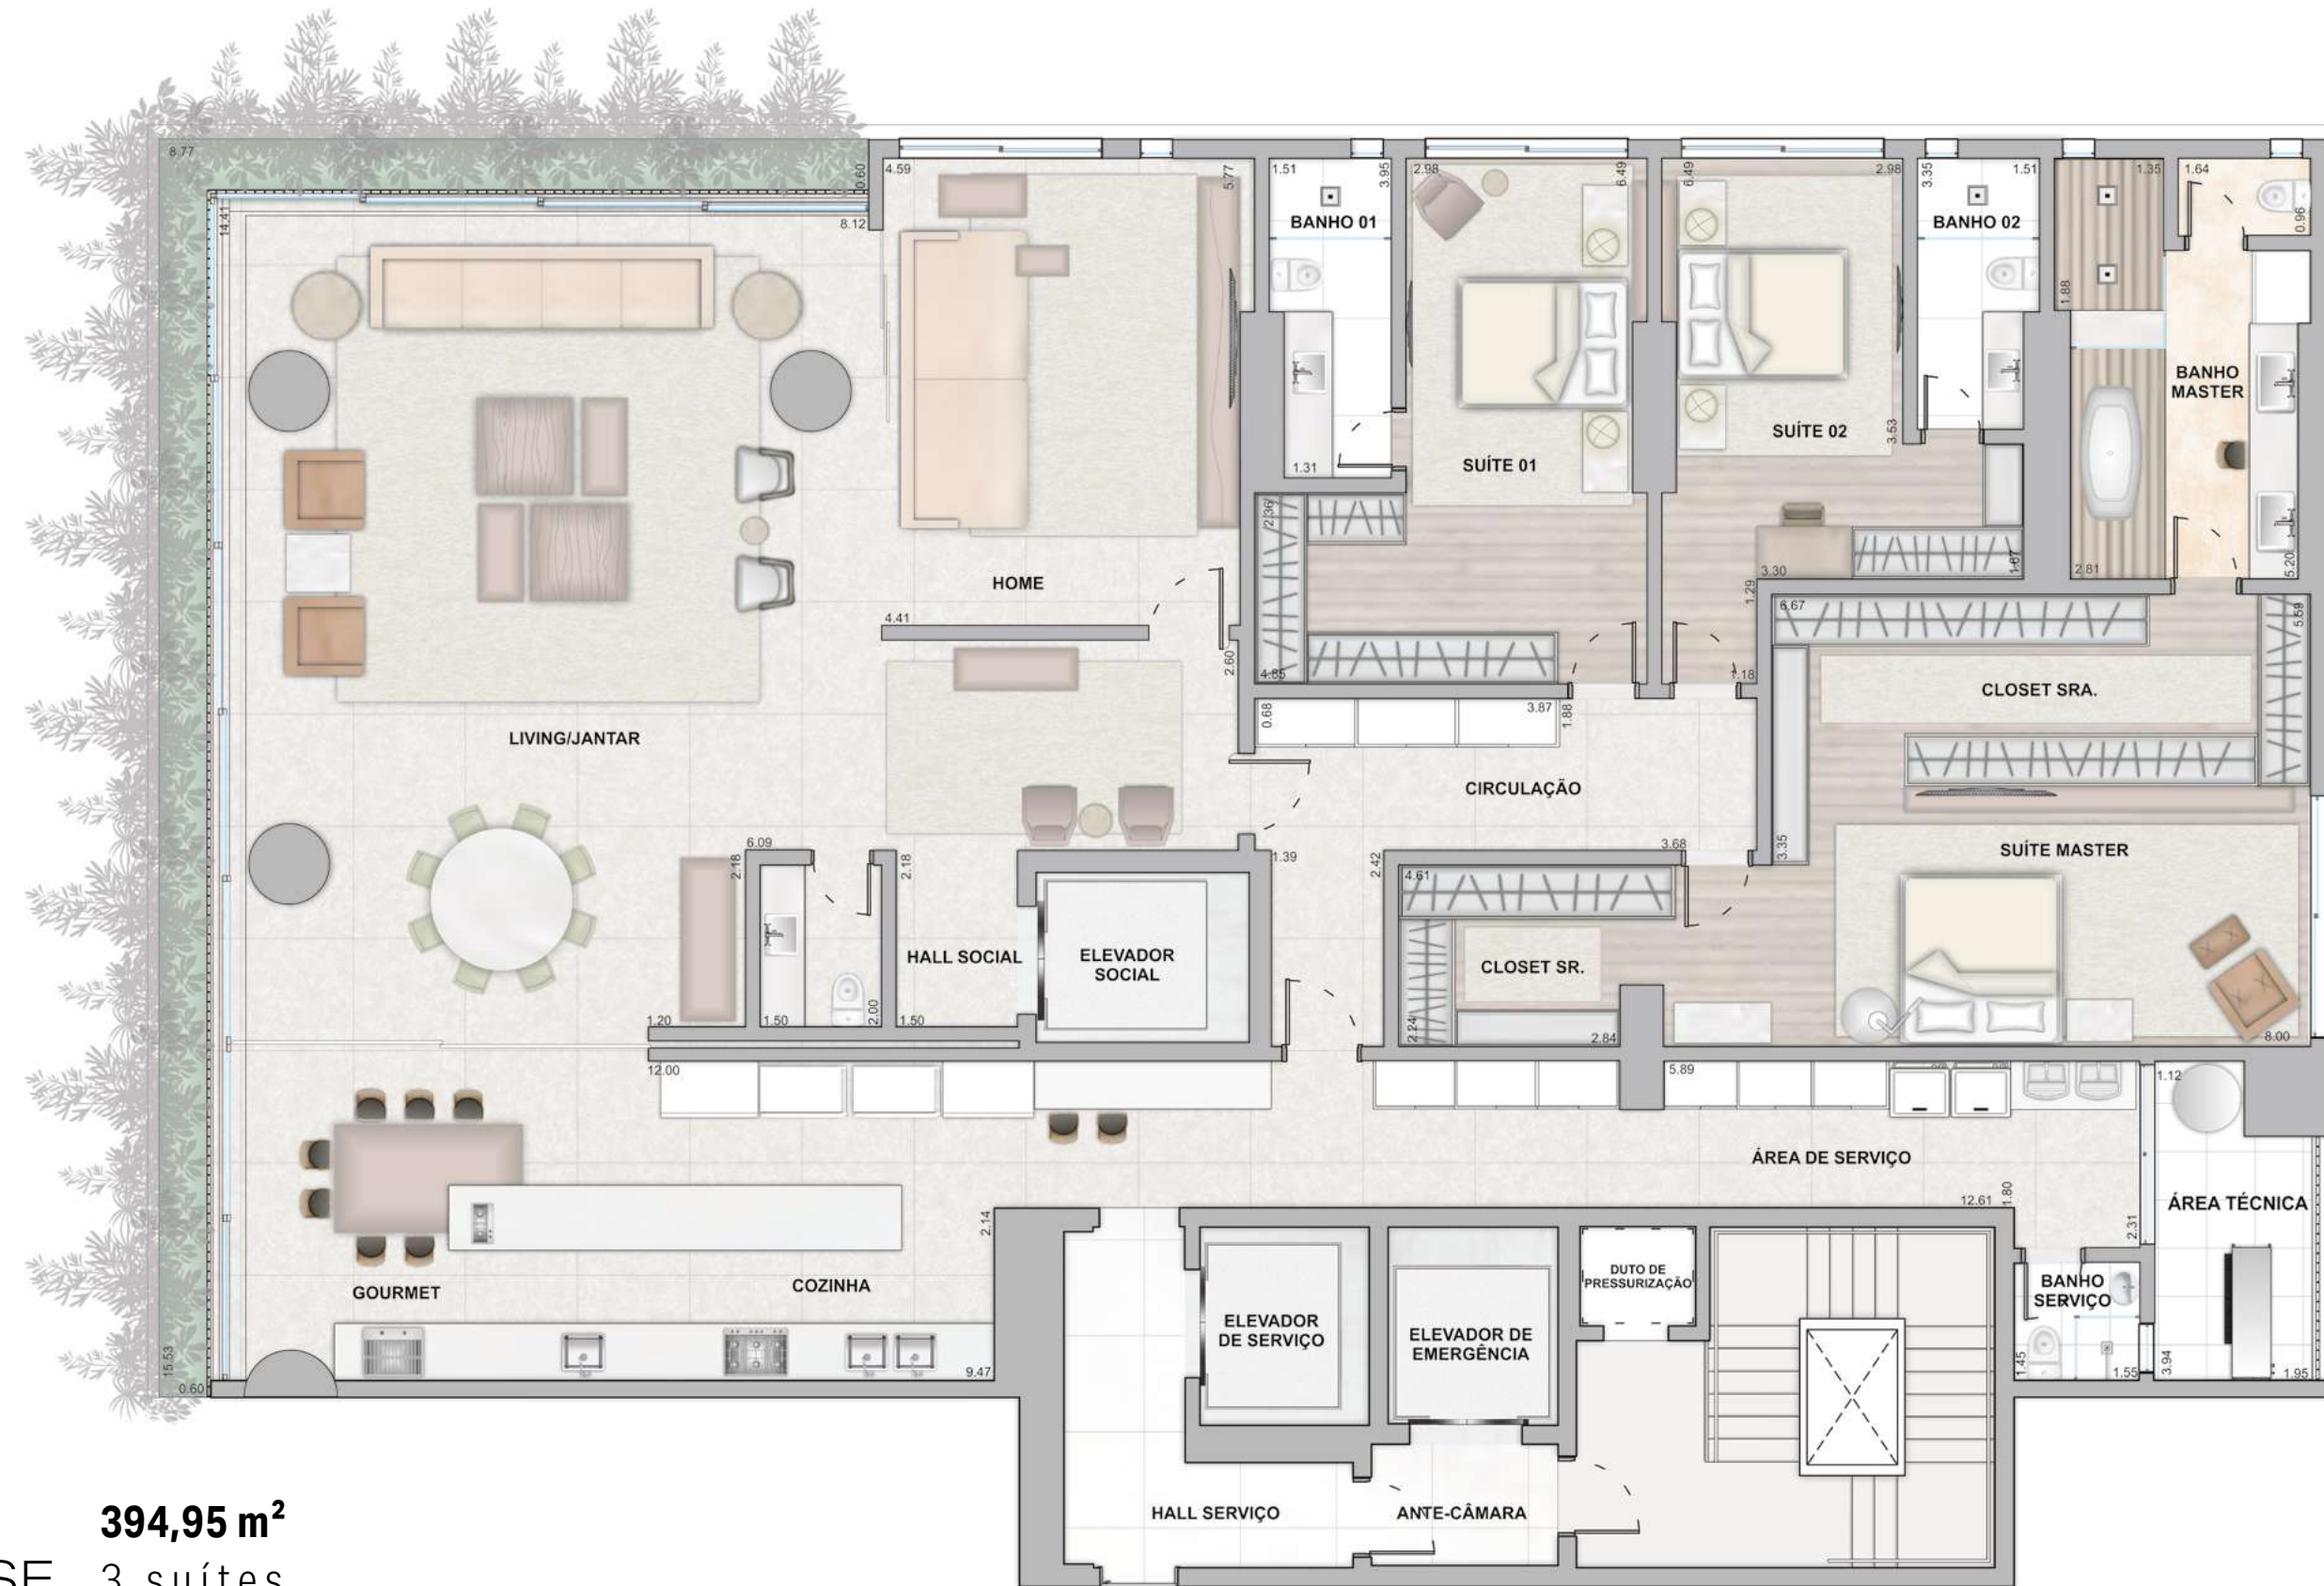 8.77
0.60
4.59
5.77
1.51
3.95
2.98
6.49
6.49
2.98
3.35
1.51
1.35
1.64
0.96
14.41
8.12
BANHO 01
BANHO 02
1.88
BANHO
MASTER
SUÍTE 02
3.53
SUÍTE 01
1.31
2.36
HOME
4.41
3.30
1.67
2.81
5.20
1.29
6.67
5.59
2.60
4.85
1.18
CLOSET SRA.
0.68
3.87
1.88
LIVING/JANTAR
CIRCULAÇÃO
6.09
2.18
2.18
1.39
2.42
3.68
3.35
SUÍTE MASTER
4.61
HALL SOCIAL
ELEVADOR
SOCIAL
CLOSET SR.
1.20
1.50
2.00
1.50
2.24
2.84
8.00
12.00
5.89
1.12
ÁREA DE SERVIÇO
12.61
1.80
2.14
2.31
ÁREA TÉCNICA
GOURMET
COZINHA
DUTO DE
PRESSURIZAÇÃO
BANHO
SERVIÇO
ELEVADOR
DE SERVIÇO
ELEVADOR DE
EMERGÊNCIA
15.53
0.60
9.47
1.45
1.55
3.94
1.95
HALL SERVIÇO
ANTE-CÂMARA
394,95 m²
SE
3 suítes